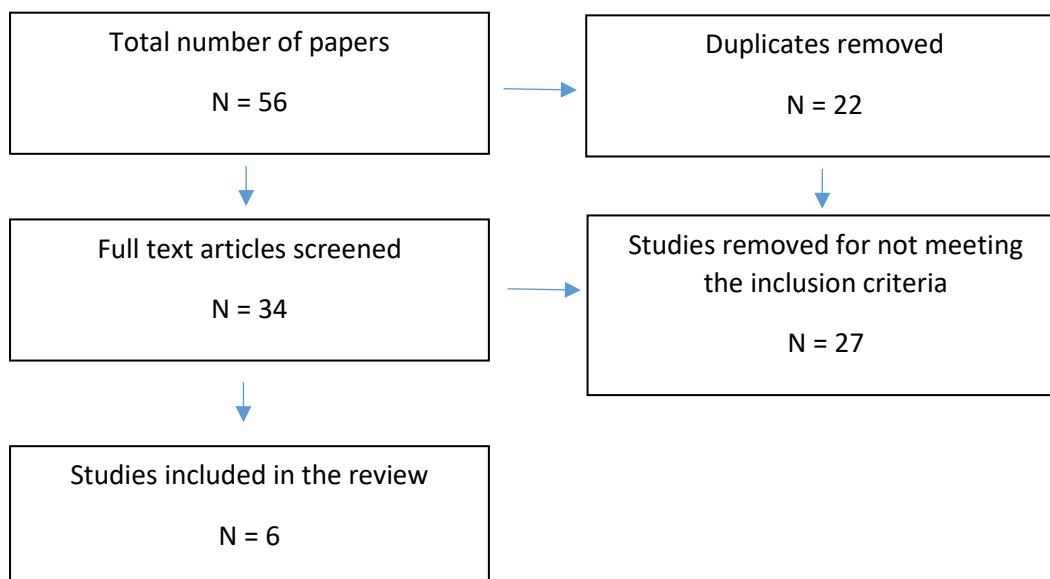 Total number of papers
N = 56
Duplicates removed
N = 22
Full text articles screened
N = 34
Studies removed for not meeting
the inclusion criteria
N = 27
Studies included in the review
N = 6